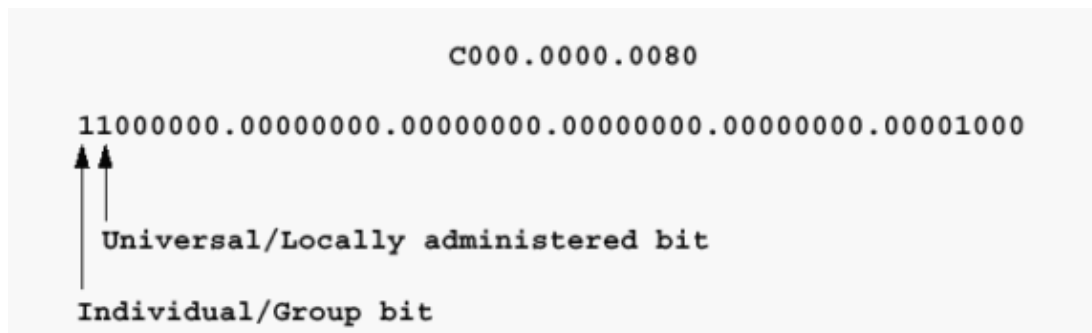 C000.0000.0080
11000000.00000000.00000000.00000000.00000000.00001000
Universal/Locally administered bit
Individual/Group bit